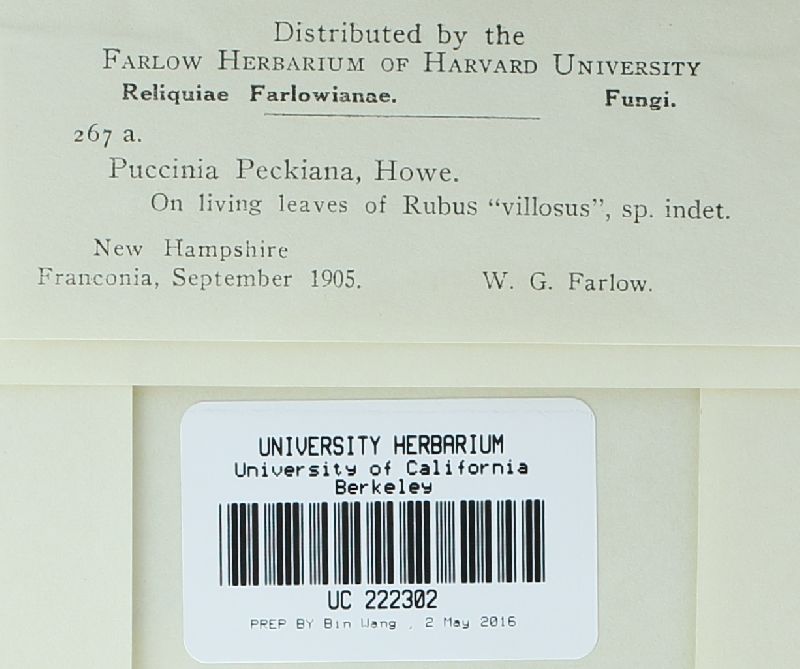 Distributed by the
FARLOW HERBARIUM OF HARVARD UNIVERSITY
Reliquiae Farlowianae. Fungi.
267 a.
Puccinia Peckiana, Howe.
On living leaves of Rubus “villosus”, sp. indet.
New Hampshire
Franconia, September 1905. W. G. Farlow.
UNIVERSITY HERBARIUM
University of California
Berkeley
UC 222302
PREP BY Bin Wang , 2 May 2016